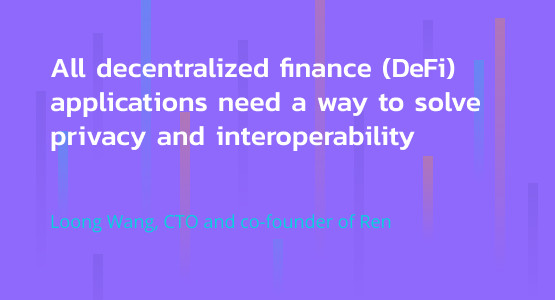 All decentralized finance (DeFi)
applications need a way to solve
privacy and interoperability
Loong Wang, CTO and co-founder of Ren